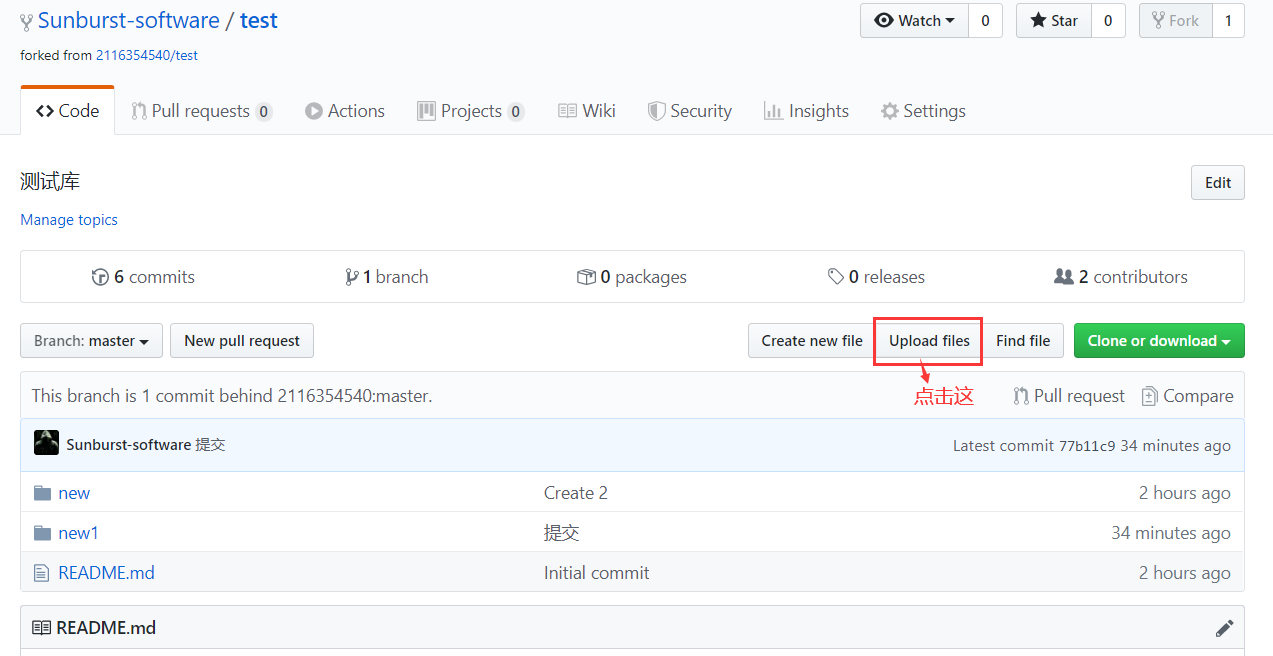 Sunburst-software / test
Watch 0 Star 0 Fork 1
forked from 2116354540/test
Code Pull requests 0 Actions Projects 0 Wiki Security Insights Settings
测试库
Edit
Manage topics
6 commits 1 branch 0 packages 0 releases 2 contributors
Branch: master New pull request Create new file Upload files Find file Clone or download
This branch is 1 commit behind 2116354540:master. 点击这 Pull request Compare
Sunburst-software 提交 Latest commit 77b11c9 34 minutes ago
new Create 2 2 hours ago
new1 提交 34 minutes ago
README.md Initial commit 2 hours ago
README.md